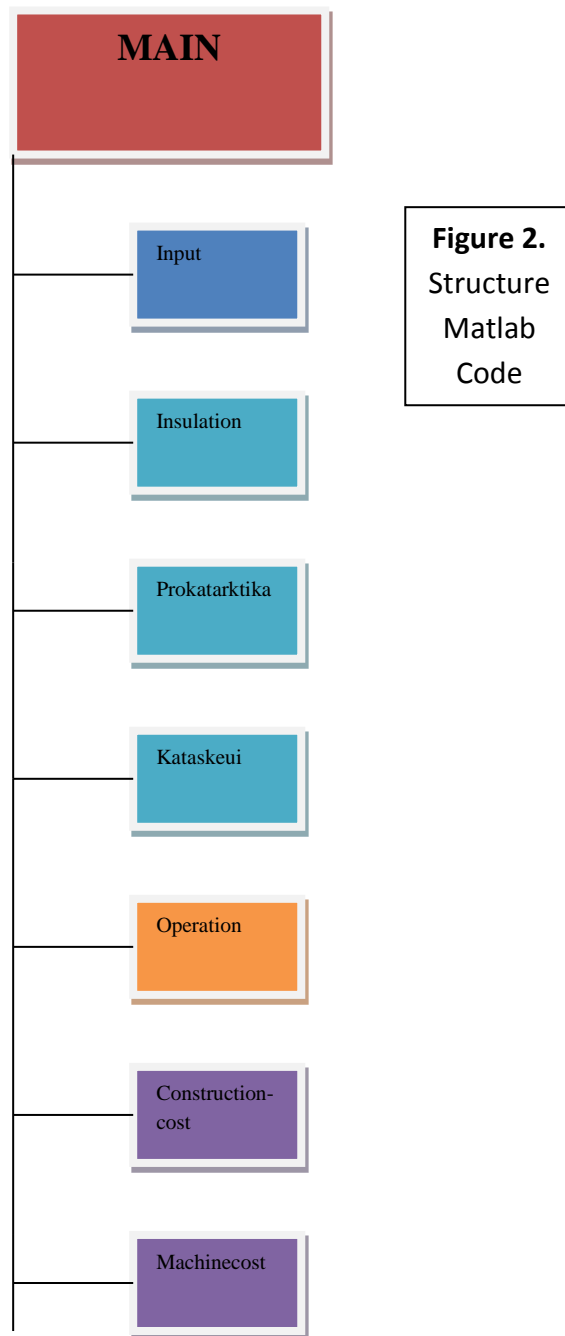 MAIN
Input
Figure 2.
Structure
Matlab
Code
Insulation
Prokatarktika
Kataskeui
Operation
Construction-
cost
Machinecost